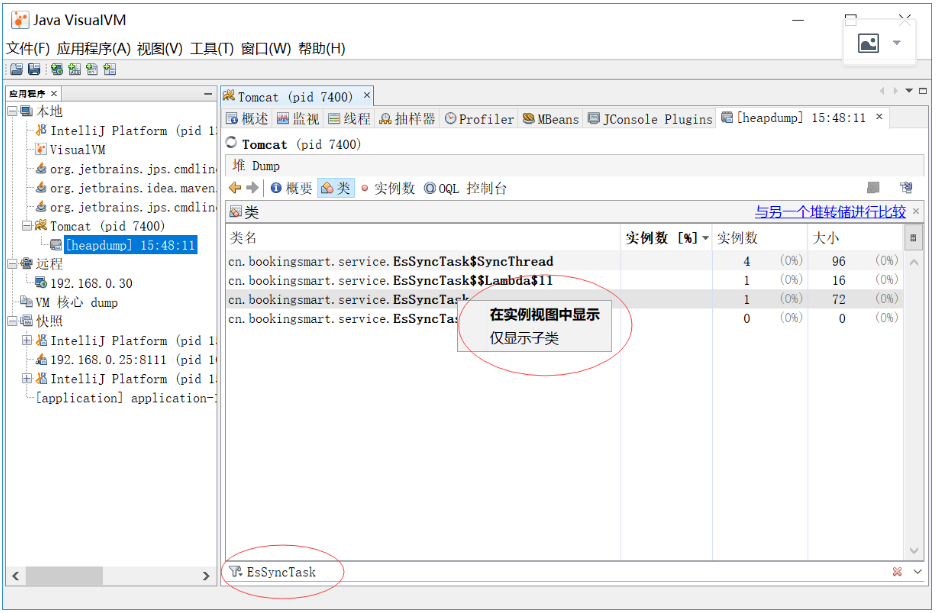 Java VisualVM
文件(F) 应用程序(A) 视图(V) 工具(T) 窗口(W) 帮助(H)
应用程序 ×
本地
IntelliJ Platform (pid 1
VisualVM
org.jetbrains.jps.cmdlin
org.jetbrains.idea.maven.
org.jetbrains.jps.cmdlin
Tomcat (pid 7400)
[heapdump] 15:48:11
远程
192.168.0.30
VM 核心 dump
快照
IntelliJ Platform (pid 1
192.168.0.25:8111 (pid 1
IntelliJ Platform (pid 1
[application] application-1
Tomcat (pid 7400) ×
概述 监视 线程 抽样器 Profiler MBeans JConsole Plugins [heapdump] 15:48:11 ×
Tomcat (pid 7400)
堆 Dump
概要 类 实例数 OQL 控制台
类 与另一个堆转储进行比较 ×
类名 实例数 [%] 实例数 大小
cn.bookingsmart.service.EsSyncTask$SyncThread 4 (0%) 96 (0%)
cn.bookingsmart.service.EsSyncTask$$Lambda$11 1 (0%) 16 (0%)
cn.bookingsmart.service.EsSyncTask 1 (0%) 72 (0%)
cn.bookingsmart.service.EsSyncTas 0 (0%) 0 (0%)
在实例视图中显示
仅显示子类
EsSyncTask